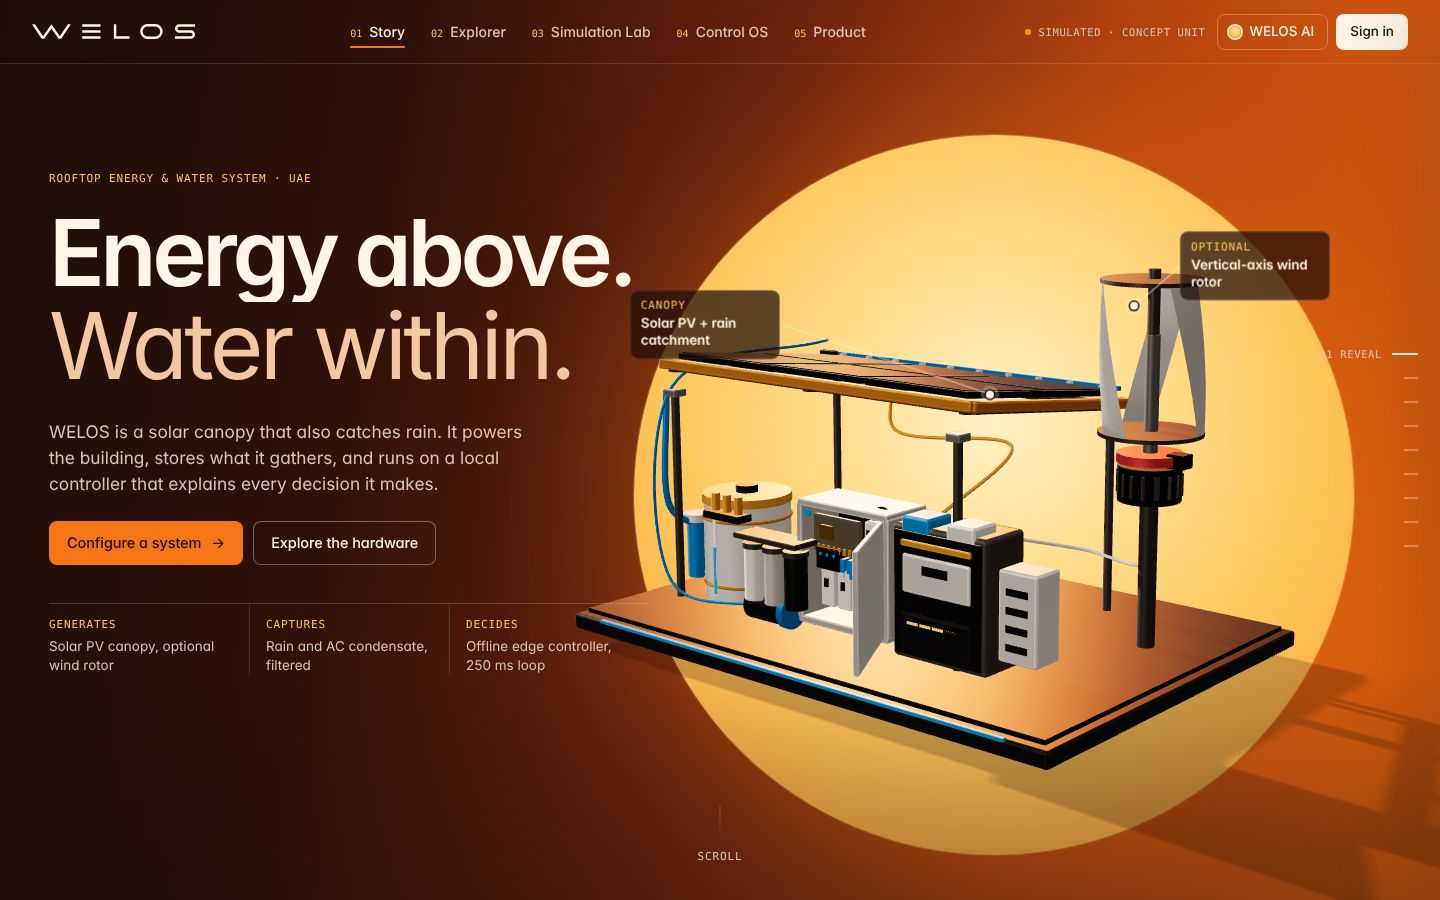 WELOS
01 Story
02 Explorer
03 Simulation Lab
04 Control OS
05 Product
SIMULATED · CONCEPT UNIT
WELOS AI
Sign in
ROOFTOP ENERGY & WATER SYSTEM · UAE
Energy above.
Water within.
WELOS is a solar canopy that also catches rain. It powers
the building, stores what it gathers, and runs on a local
controller that explains every decision it makes.
Configure a system →
Explore the hardware
GENERATES
Solar PV canopy, optional
wind rotor
CAPTURES
Rain and AC condensate,
filtered
DECIDES
Offline edge controller,
250 ms loop
CANOPY
Solar PV + rain
catchment
OPTIONAL
Vertical-axis wind
rotor
1 REVEAL
SCROLL